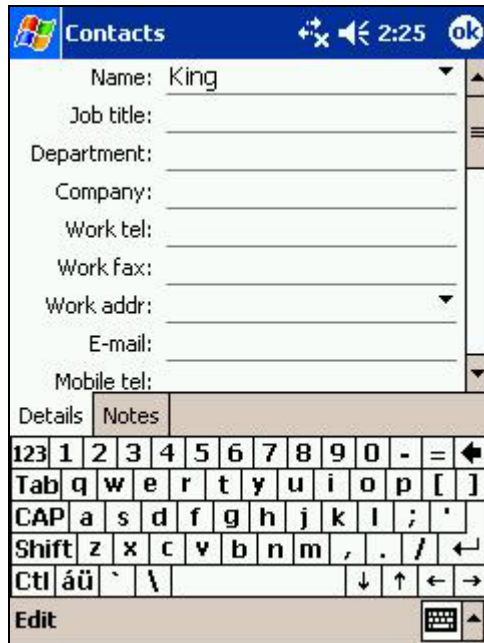 Contacts 2:25 ok
Name: King
Job title:
Department:
Company:
Work tel:
Work fax:
Work addr:
E-mail:
Mobile tel:
Details Notes
123 1 2 3 4 5 6 7 8 9 0 - =
Tab q w e r t y u i o p [ ]
CAP a s d f g h j k l ; '
Shift z x c v b n m , . /
Ctl áü ` \
Edit